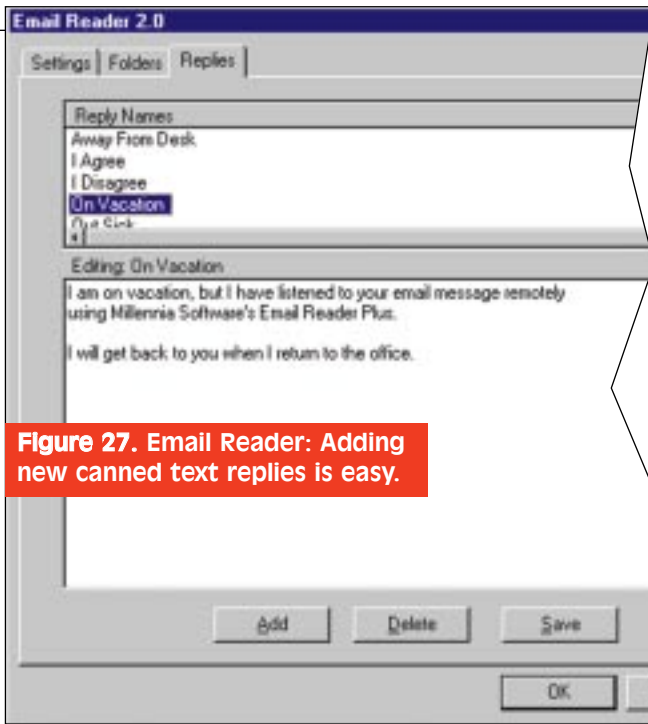 Email Reader 2.0
Settings Folders Replies
Reply Names
Away From Desk
I Agree
I Disagree
On Vacation
Out Sick
Editing: On Vacation
I am on vacation, but I have listened to your email message remotely
using Millennia Software's Email Reader Plus.
I will get back to you when I return to the office.
Figure 27. Email Reader: Adding
new canned text replies is easy.
Add Delete Save
OK